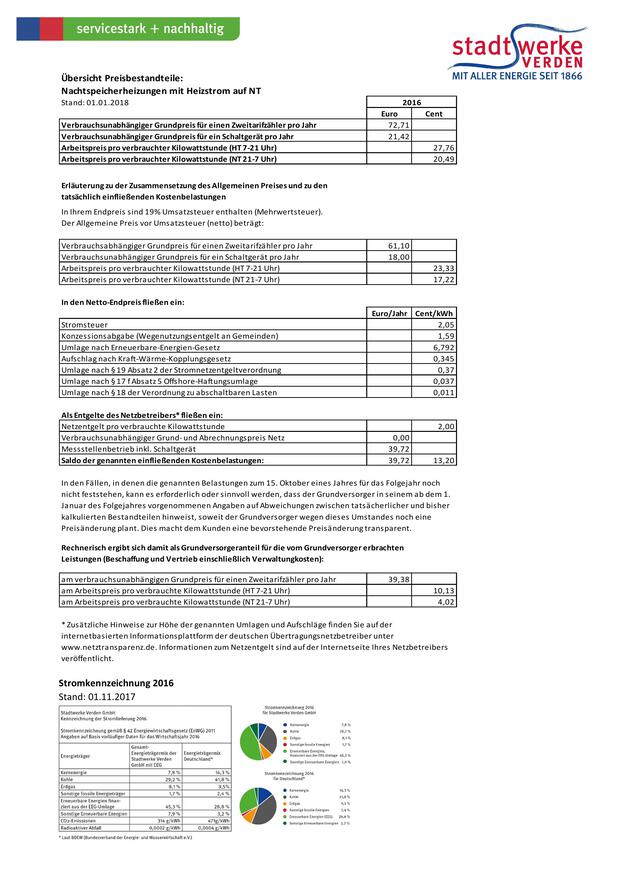 servicestark + nachhaltig
stadtwerke
VERDEN
MIT ALLER ENERGIE SEIT 1866
Übersicht Preisbestandteile:
Nachtspeicherheizungen mit Heizstrom auf NT
Stand: 01.01.2018
2016
Euro Cent
Verbrauchsunabhängiger Grundpreis für einen Zweitarifzähler pro Jahr 72,71
Verbrauchsunabhängiger Grundpreis für ein Schaltgerät pro Jahr 21,42
Arbeitspreis pro verbrauchter Kilowattstunde (HT 7-21 Uhr) 27,76
Arbeitspreis pro verbrauchter Kilowattstunde (NT 21-7 Uhr) 20,49
Erläuterung zu der Zusammensetzung des Allgemeinen Preises und zu den
tatsächlich einfließenden Kostenbelastungen
In Ihrem Endpreis sind 19% Umsatzsteuer enthalten (Mehrwertsteuer).
Der Allgemeine Preis vor Umsatzsteuer (netto) beträgt:
Verbrauchsabhängiger Grundpreis für einen Zweitarifzähler pro Jahr 61,10
Verbrauchsunabhängiger Grundpreis für ein Schaltgerät pro Jahr 18,00
Arbeitspreis pro verbrauchter Kilowattstunde (HT 7-21 Uhr) 23,33
Arbeitspreis pro verbrauchter Kilowattstunde (NT 21-7 Uhr) 17,22
In den Netto-Endpreis fließen ein:
Euro/Jahr Cent/kWh
Stromsteuer 2,05
Konzessionsabgabe (Wegenutzungsentgelt an Gemeinden) 1,59
Umlage nach Erneuerbare-Energien-Gesetz 6,792
Aufschlag nach Kraft-Wärme-Kopplungsgesetz 0,345
Umlage nach § 19 Absatz 2 der Stromnetzentgeltverordnung 0,37
Umlage nach § 17 f Absatz 5 Offshore-Haftungsumlage 0,037
Umlage nach § 18 der Verordnung zu abschaltbaren Lasten 0,011
Als Entgelte des Netzbetreibers* fließen ein:
Netzentgelt pro verbrauchte Kilowattstunde 2,00
Verbrauchsunabhängiger Grund- und Abrechnungspreis Netz 0,00
Messstellenbetrieb inkl. Schaltgerät 39,72
Saldo der genannten einfließenden Kostenbelastungen: 39,72 13,20
In den Fällen, in denen die genannten Belastungen zum 15. Oktober eines Jahres für das Folgejahr noch
nicht feststehen, kann es erforderlich oder sinnvoll werden, dass der Grundversorger in seinem ab dem 1.
Januar des Folgejahres vorgenommenen Angaben auf Abweichungen zwischen tatsächlicher und bisher
kalkulierten Bestandteilen hinweist, soweit der Grundversorger wegen dieses Umstandes noch eine
Preisänderung plant. Dies macht dem Kunden eine bevorstehende Preisänderung transparent.
Rechnerisch ergibt sich damit als Grundversorgeranteil für die vom Grundversorger erbrachten
Leistungen (Beschaffung und Vertrieb einschließlich Verwaltungkosten):
am verbrauchsunabhängigen Grundpreis für einen Zweitarifzähler pro Jahr 39,38
am Arbeitspreis pro verbrauchte Kilowattstunde (HT 7-21 Uhr) 10,13
am Arbeitspreis pro verbrauchte Kilowattstunde (NT 21-7 Uhr) 4,02
* Zusätzliche Hinweise zur Höhe der genannten Umlagen und Aufschläge finden Sie auf der
internetbasierten Informationsplattform der deutschen Übertragungsnetzbetreiber unter
www.netztransparenz.de. Informationen zum Netzentgelt sind auf der Internetseite Ihres Netzbetreibers
veröffentlicht.
Stromkennzeichnung 2016
Stand: 01.11.2017
Stadtwerke Verden GmbH
Kennzeichnung der Stromlieferung 2016
Stromkennzeichnung gemäß § 42 Energiewirtschaftsgesetz (EnWG) 2011
Angaben auf Basis vorläufiger Daten für das Wirtschaftsjahr 2016
Energieträger Gesamt-Energieträgermix der Stadtwerke Verden GmbH mit EEG Energieträgermix Deutschland*
Kernenergie 7,8 % 14,3 %
Kohle 29,2 % 41,8 %
Erdgas 8,1 % 9,5%
Sonstige fossile Energieträger 1,7 % 2,4 %
Erneuerbare Energien finanziert aus der EEG-Umlage 45,3 % 28,8 %
Sonstige Erneuerbare Energien 7,9 % 3,2 %
CO2-Emissionen 314 g/kWh 471g/kWh
Radioaktiver Abfall 0,0002 g/kWh 0,0004 g/kWh
* Laut BDEW (Bundesverband der Energie- und Wasserwirtschaft e.V.)
Stromkennzeichnung 2016
für Stadtwerke Verden GmbH
Kernenergie 7,8 %
Kohle 29,2 %
Erdgas 8,1 %
Sonstige fossile Energien 1,7 %
Erneuerbare Energien,
finanziert aus der EEG-Umlage 45,3 %
Sonstige Erneuerbare Energien 7,9 %
Stromkennzeichnung 2016
für Deutschland*
Kernenergie 14,3 %
Kohle 41,8 %
Erdgas 9,5 %
Sonstige fossile Energien 2,4 %
Erneuerbare Energien (EEG) 28,8 %
Sonstige Erneuerbare Energien 3,2 %